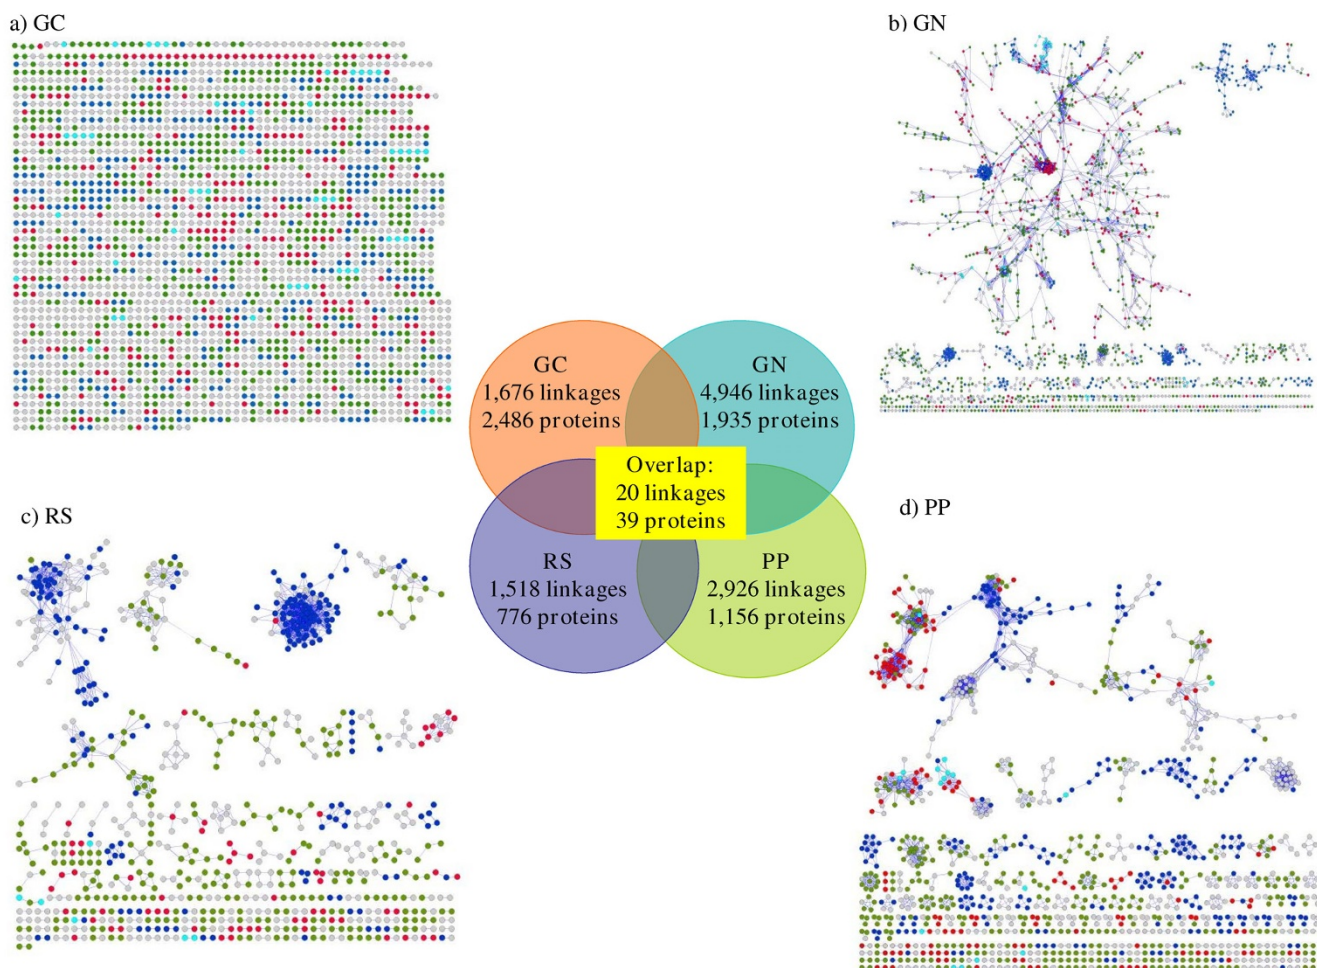 a) GC
b) GN
GC
1,676 linkages
2,486 proteins
GN
4,946 linkages
1,935 proteins
Overlap:
20 linkages
39 proteins
c) RS
d) PP
RS
1,518 linkages
776 proteins
PP
2,926 linkages
1,156 proteins